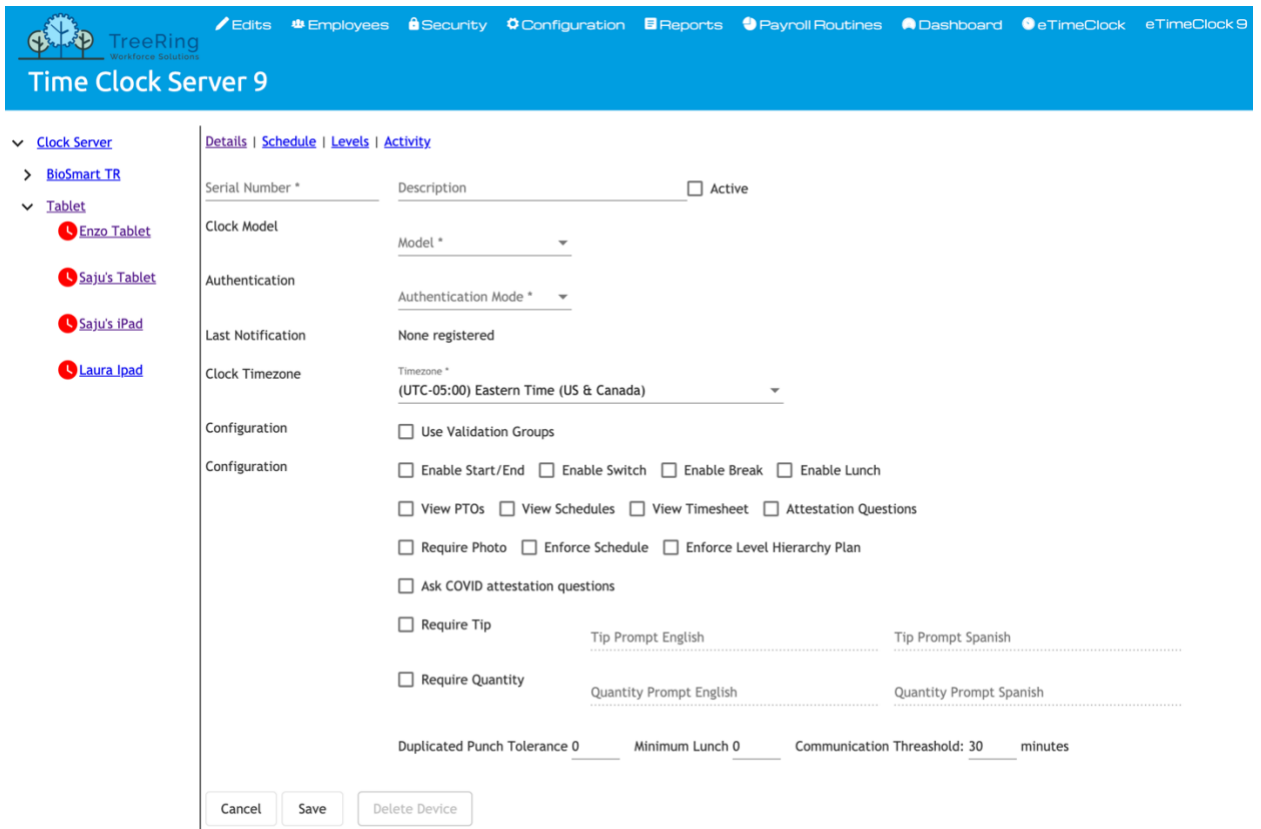 Edits Employees Security Configuration Reports Payroll Routines Dashboard eTimeClock eTimeClock 9
TreeRing
Workforce Solutions
Time Clock Server 9
Clock Server
BioSmart TR
Tablet
Enzo Tablet
Saju's Tablet
Saju's iPad
Laura Ipad
Details | Schedule | Levels | Activity
Serial Number * Description Active
Clock Model Model *
Authentication Authentication Mode *
Last Notification None registered
Clock Timezone Timezone *
(UTC-05:00) Eastern Time (US & Canada)
Configuration Use Validation Groups
Configuration Enable Start/End Enable Switch Enable Break Enable Lunch
View PTOs View Schedules View Timesheet Attestation Questions
Require Photo Enforce Schedule Enforce Level Hierarchy Plan
Ask COVID attestation questions
Require Tip Tip Prompt English Tip Prompt Spanish
Require Quantity Quantity Prompt English Quantity Prompt Spanish
Duplicated Punch Tolerance 0 Minimum Lunch 0 Communication Threashold: 30 minutes
Cancel Save Delete Device